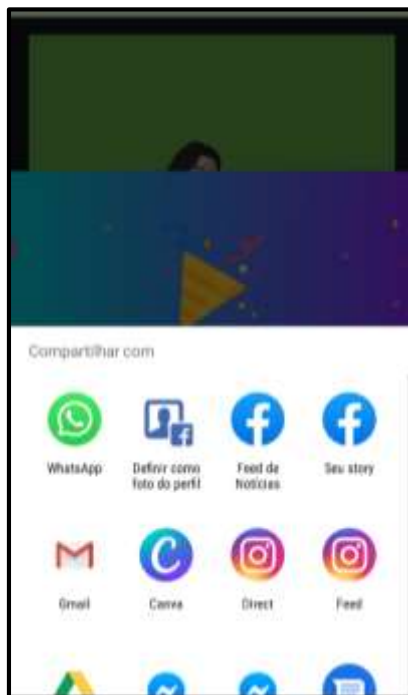 Compartilhar com
WhatsApp
Definir como
foto do perfil
Feed de
Notícias
Seu story
Gmail
Canva
Direct
Feed